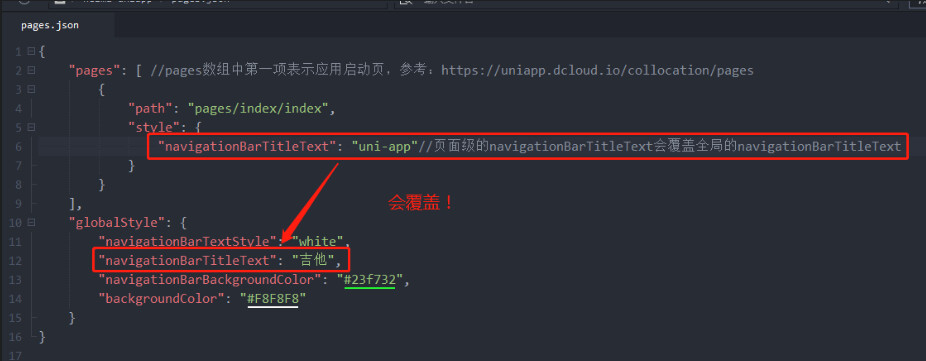 pages.json
1 {
2 "pages": [ //pages数组中第一项表示应用启动页，参考：https://uniapp.dcloud.io/collocation/pages
3 {
4 "path": "pages/index/index",
5 "style": {
6 "navigationBarTitleText": "uni-app"//页面级的navigationBarTitleText会覆盖全局的navigationBarTitleText
7 }
8 }
9 ],
会覆盖！
10 "globalStyle": {
11 "navigationBarTextStyle": "white",
12 "navigationBarTitleText": "吉他",
13 "navigationBarBackgroundColor": "#23f732",
14 "backgroundColor": "#F8F8F8"
15 }
16 }
17